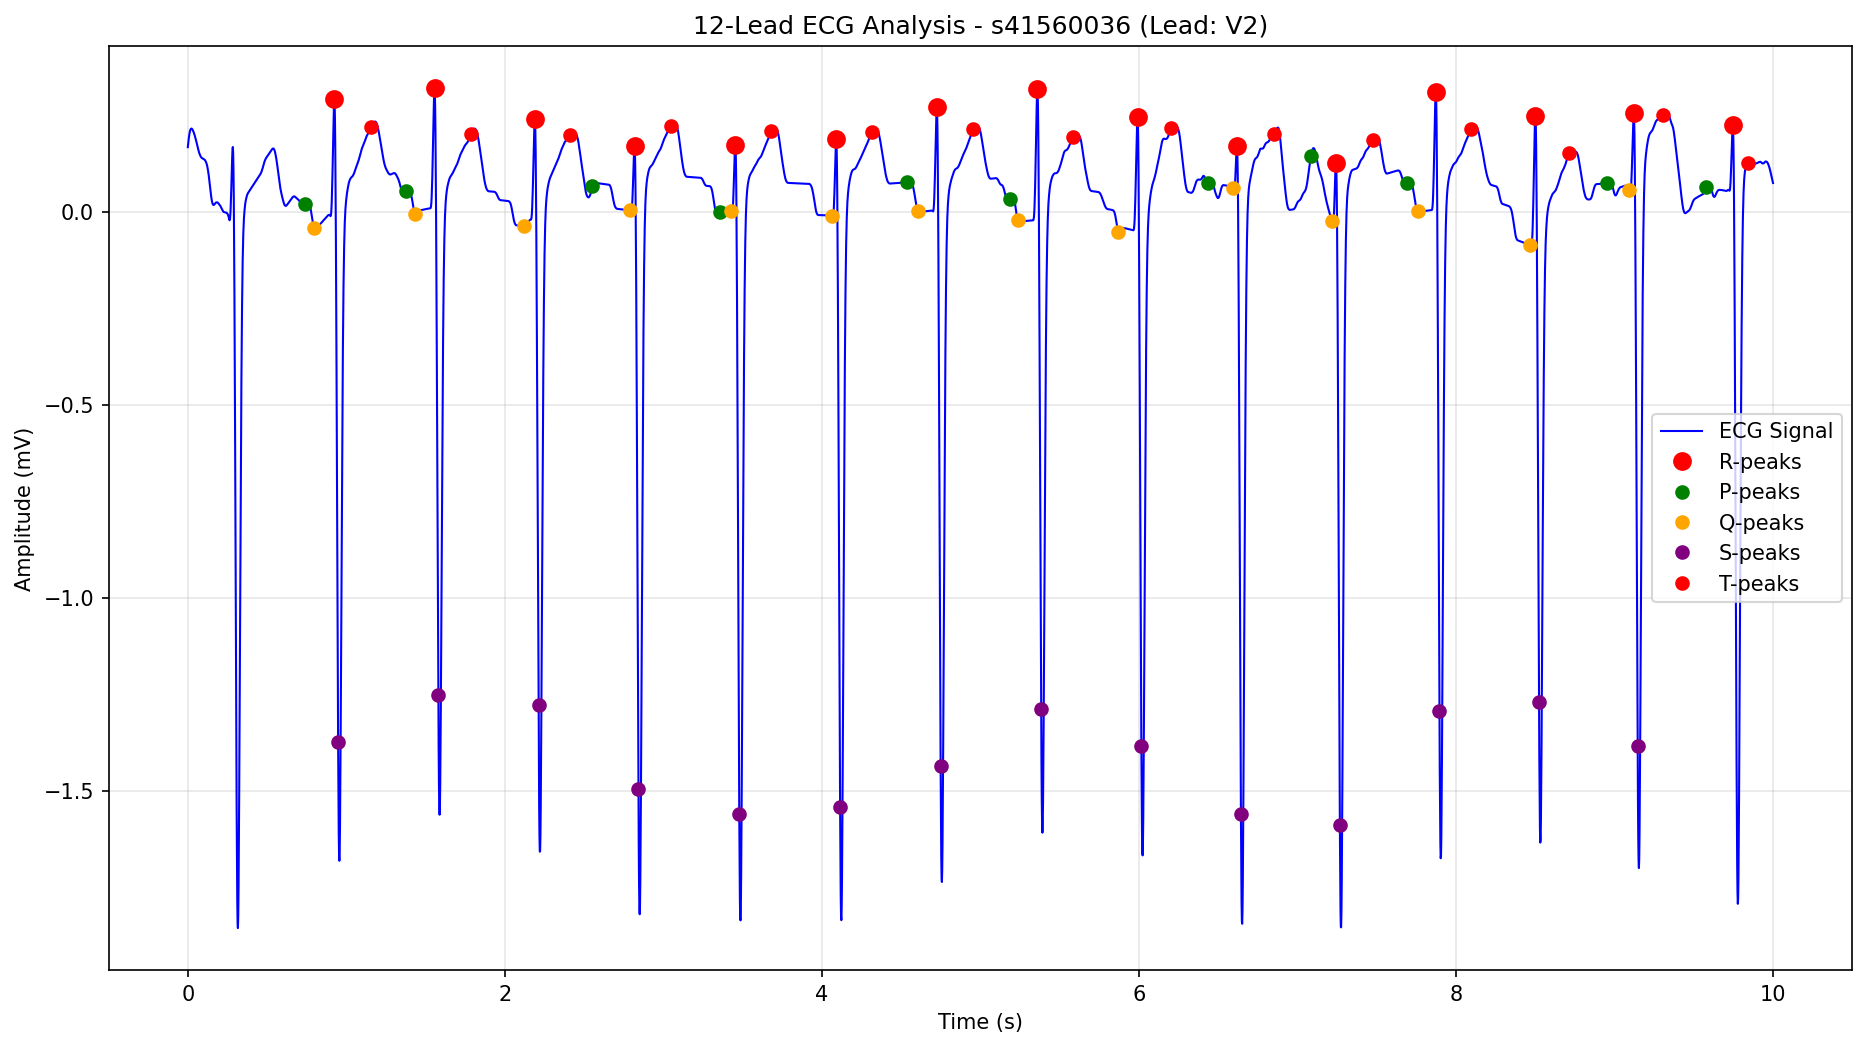 12-Lead ECG Analysis - s41560036 (Lead: V2)
0.0
−0.5
−1.0
−1.5
Amplitude (mV)
ECG Signal
R-peaks
P-peaks
Q-peaks
S-peaks
T-peaks
0 2 4 6 8 10
Time (s)